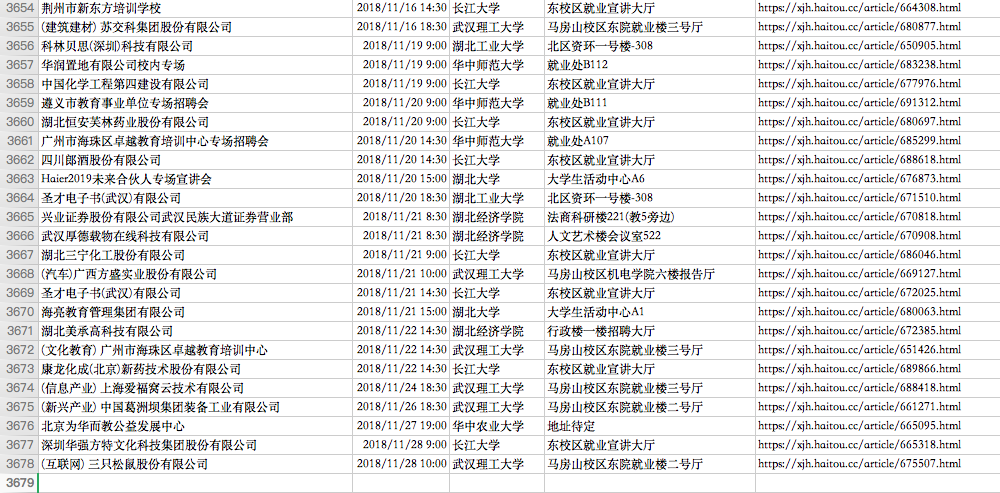 3654 荆州市新东方培训学校 2018/11/16 14:30 长江大学 东校区就业宣讲大厅 https://xjh.haitou.cc/article/664308.html
3655 (建筑建材) 苏交科集团股份有限公司 2018/11/16 18:30 武汉理工大学 马房山校区东院就业楼三号厅 https://xjh.haitou.cc/article/680877.html
3656 科林贝思(深圳)科技有限公司 2018/11/19 9:00 湖北工业大学 北区资环一号楼-308 https://xjh.haitou.cc/article/650905.html
3657 华润置地有限公司校内专场 2018/11/19 9:00 华中师范大学 就业处B112 https://xjh.haitou.cc/article/683238.html
3658 中国化学工程第四建设有限公司 2018/11/19 9:00 长江大学 东校区就业宣讲大厅 https://xjh.haitou.cc/article/677976.html
3659 遵义市教育事业单位专场招聘会 2018/11/20 9:00 华中师范大学 就业处B111 https://xjh.haitou.cc/article/691312.html
3660 湖北恒安芙林药业股份有限公司 2018/11/20 9:00 长江大学 东校区就业宣讲大厅 https://xjh.haitou.cc/article/680697.html
3661 广州市海珠区卓越教育培训中心专场招聘会 2018/11/20 14:30 华中师范大学 就业处A107 https://xjh.haitou.cc/article/685299.html
3662 四川郎酒股份有限公司 2018/11/20 14:30 长江大学 东校区就业宣讲大厅 https://xjh.haitou.cc/article/688618.html
3663 Haier2019未来合伙人专场宣讲会 2018/11/20 15:00 湖北大学 大学生活动中心A6 https://xjh.haitou.cc/article/676873.html
3664 圣才电子书(武汉)有限公司 2018/11/20 18:30 湖北工业大学 北区资环一号楼-308 https://xjh.haitou.cc/article/671510.html
3665 兴业证券股份有限公司武汉民族大道证券营业部 2018/11/21 8:30 湖北经济学院 法商科研楼221(教5旁边) https://xjh.haitou.cc/article/670818.html
3666 武汉厚德载物在线科技有限公司 2018/11/21 8:30 湖北经济学院 人文艺术楼会议室522 https://xjh.haitou.cc/article/670908.html
3667 湖北三宁化工股份有限公司 2018/11/21 9:00 长江大学 东校区就业宣讲大厅 https://xjh.haitou.cc/article/686046.html
3668 (汽车)广西方盛实业股份有限公司 2018/11/21 10:00 武汉理工大学 马房山校区机电学院六楼报告厅 https://xjh.haitou.cc/article/669127.html
3669 圣才电子书(武汉)有限公司 2018/11/21 14:30 长江大学 东校区就业宣讲大厅 https://xjh.haitou.cc/article/672025.html
3670 海亮教育管理集团有限公司 2018/11/21 15:00 湖北大学 大学生活动中心A1 https://xjh.haitou.cc/article/680063.html
3671 湖北美承高科技有限公司 2018/11/22 14:30 湖北经济学院 行政楼一楼招聘大厅 https://xjh.haitou.cc/article/672385.html
3672 (文化教育) 广州市海珠区卓越教育培训中心 2018/11/22 14:30 武汉理工大学 马房山校区东院就业楼三号厅 https://xjh.haitou.cc/article/651426.html
3673 康龙化成(北京)新药技术股份有限公司 2018/11/22 14:30 长江大学 东校区就业宣讲大厅 https://xjh.haitou.cc/article/689866.html
3674 (信息产业) 上海爱福窝云技术有限公司 2018/11/24 18:30 武汉理工大学 马房山校区东院就业楼三号厅 https://xjh.haitou.cc/article/688418.html
3675 (新兴产业) 中国葛洲坝集团装备工业有限公司 2018/11/26 18:30 武汉理工大学 马房山校区东院就业楼二号厅 https://xjh.haitou.cc/article/661271.html
3676 北京为华而教公益发展中心 2018/11/27 19:00 华中农业大学 地址待定 https://xjh.haitou.cc/article/665095.html
3677 深圳华强方特文化科技集团股份有限公司 2018/11/28 9:00 长江大学 东校区就业宣讲大厅 https://xjh.haitou.cc/article/665318.html
3678 (互联网) 三只松鼠股份有限公司 2018/11/28 10:00 武汉理工大学 马房山校区东院就业楼二号厅 https://xjh.haitou.cc/article/675507.html
3679